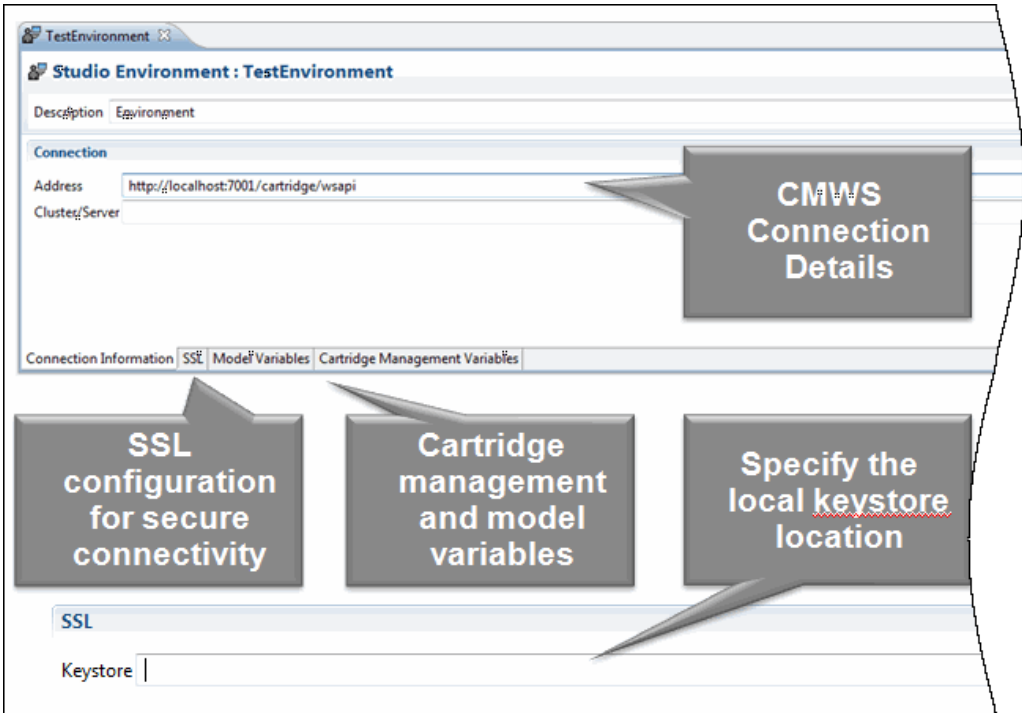 TestEnvironment
Studio Environment : TestEnvironment
Description Environment
Connection
Address http://localhost:7001/cartridge/wsapi
Cluster/Server
CMWS
Connection
Details
Connection Information SSL Model Variables Cartridge Management Variables
SSL
configuration
for secure
connectivity
Cartridge
management
and model
variables
Specify the
local keystore
location
SSL
Keystore